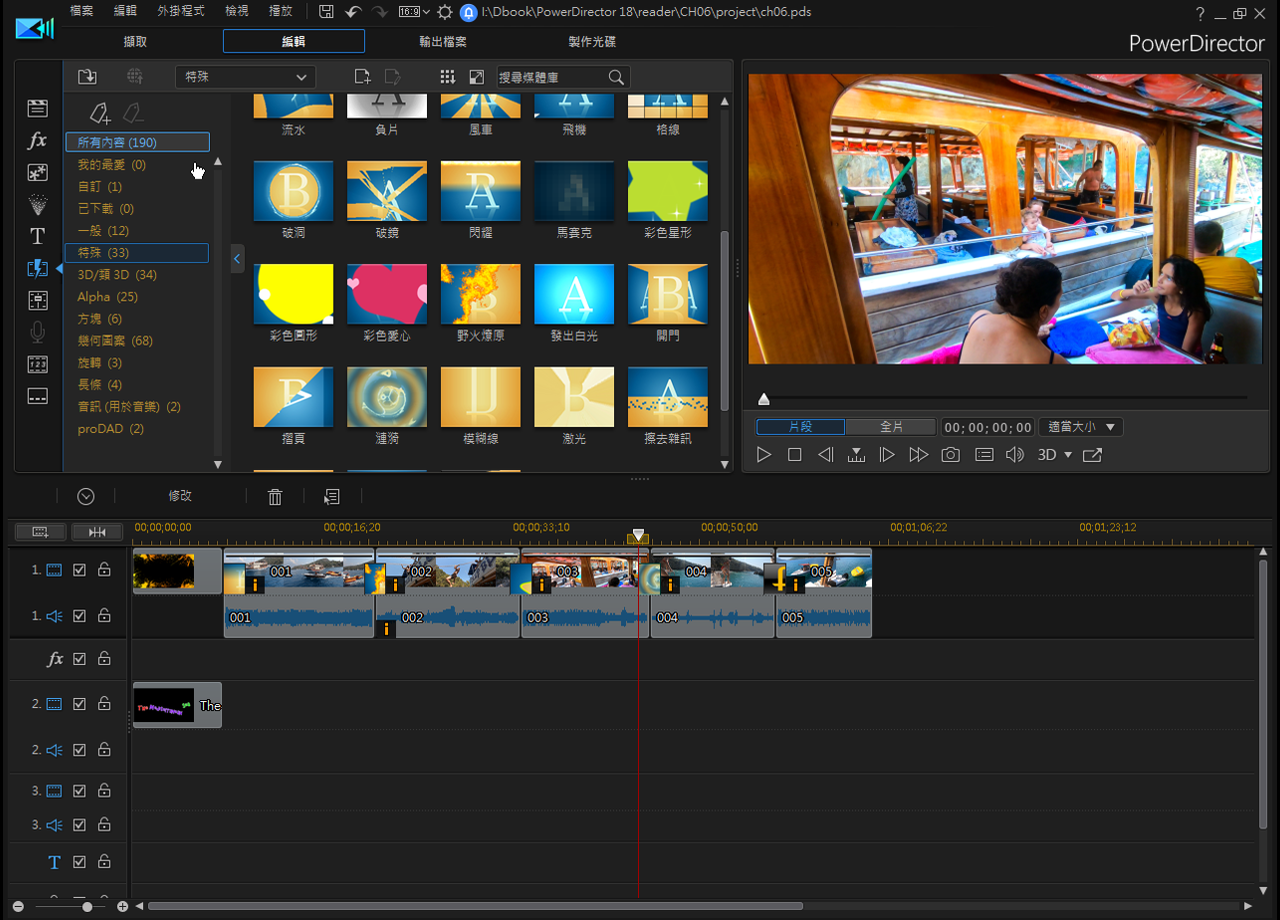 檔案 編輯 外掛程式 檢視 播放 16:9 I:\Dbook\PowerDirector 18\reader\CH06\project\ch06.pds ?
擷取 編輯 輸出檔案 製作光碟
PowerDirector
特殊 搜尋媒體庫
所有內容 (190)
我的最愛 (0)
自訂 (1)
已下載 (0)
一般 (12)
特殊 (33)
3D/類 3D (34)
Alpha (25)
方塊 (6)
幾何圖案 (68)
旋轉 (3)
長條 (4)
音訊 (用於音樂) (2)
proDAD (2)
流水 負片 風車 飛機 格線
破洞 破鏡 閃耀 馬賽克 彩色星形
彩色圓形 彩色愛心 野火燎原 發出白光 開門
摺頁 漣漪 模糊線 激光 擦去雜訊
片段 全片 00;00;00;00 適當大小
3D
修改
00;00;00;00 00;00;16;20 00;00;33;10 00;00;50;00 00;01;06;22 00;01;23;12
1. 001 002 003 004 005
1. 001 002 003 004 005
fx
2. The
2.
3.
3.
T